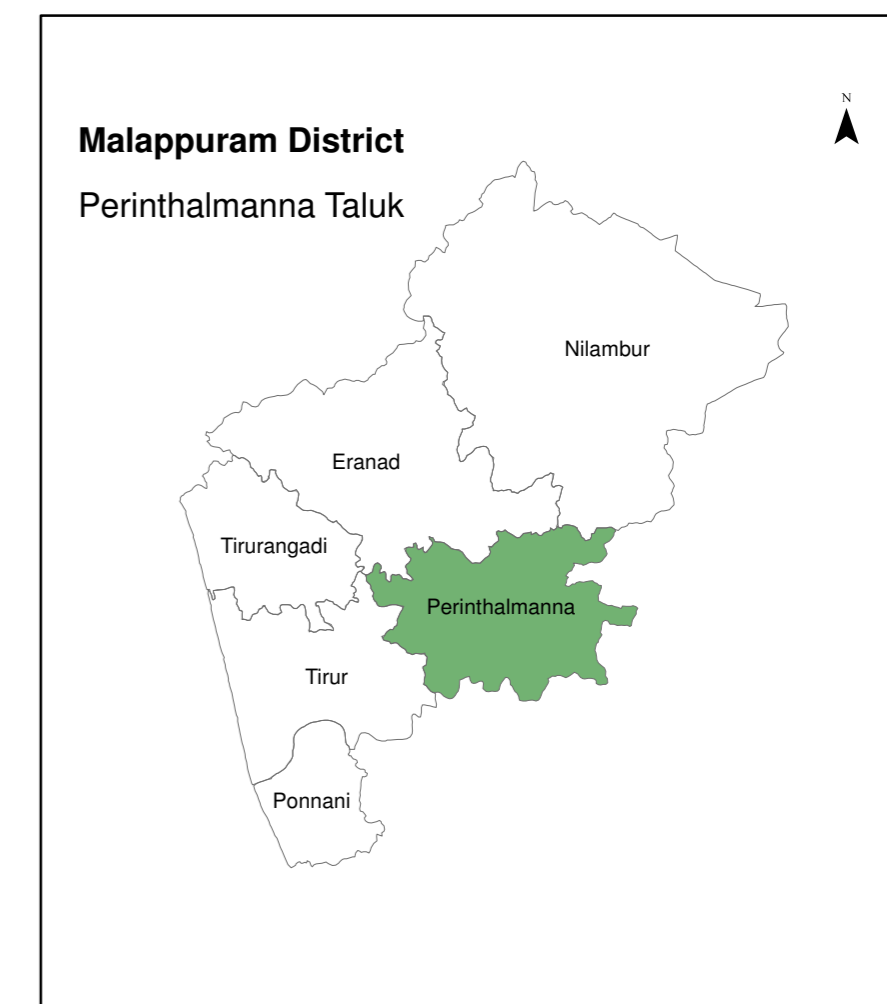 N
Malappuram District
Perinthalmanna Taluk
Nilambur
Eranad
Tirurangadi
Perinthalmanna
Tirur
Ponnani